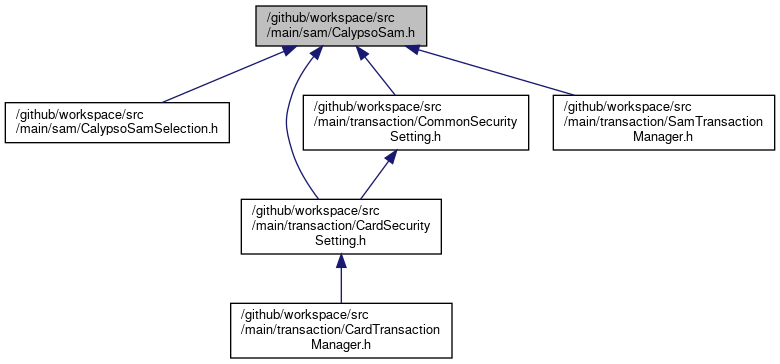 /github/workspace/src
/main/sam/CalypsoSam.h
/github/workspace/src
/main/sam/CalypsoSamSelection.h
/github/workspace/src
/main/transaction/CommonSecurity
Setting.h
/github/workspace/src
/main/transaction/SamTransaction
Manager.h
/github/workspace/src
/main/transaction/CardSecurity
Setting.h
/github/workspace/src
/main/transaction/CardTransaction
Manager.h